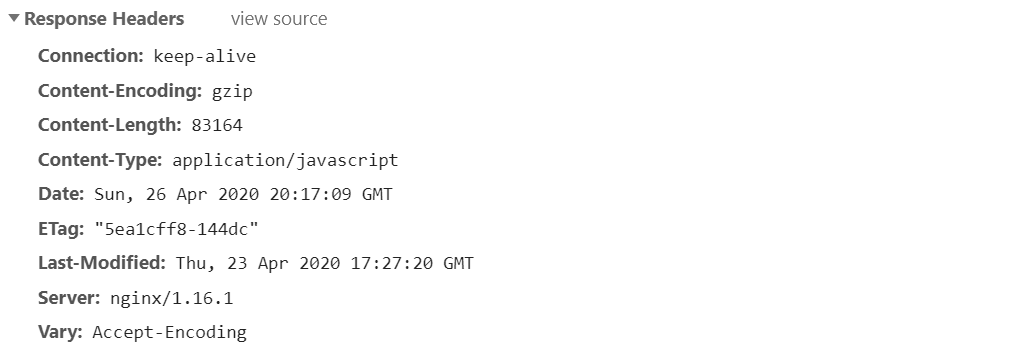 Response Headers view source
Connection: keep-alive
Content-Encoding: gzip
Content-Length: 83164
Content-Type: application/javascript
Date: Sun, 26 Apr 2020 20:17:09 GMT
ETag: "5ea1cff8-144dc"
Last-Modified: Thu, 23 Apr 2020 17:27:20 GMT
Server: nginx/1.16.1
Vary: Accept-Encoding